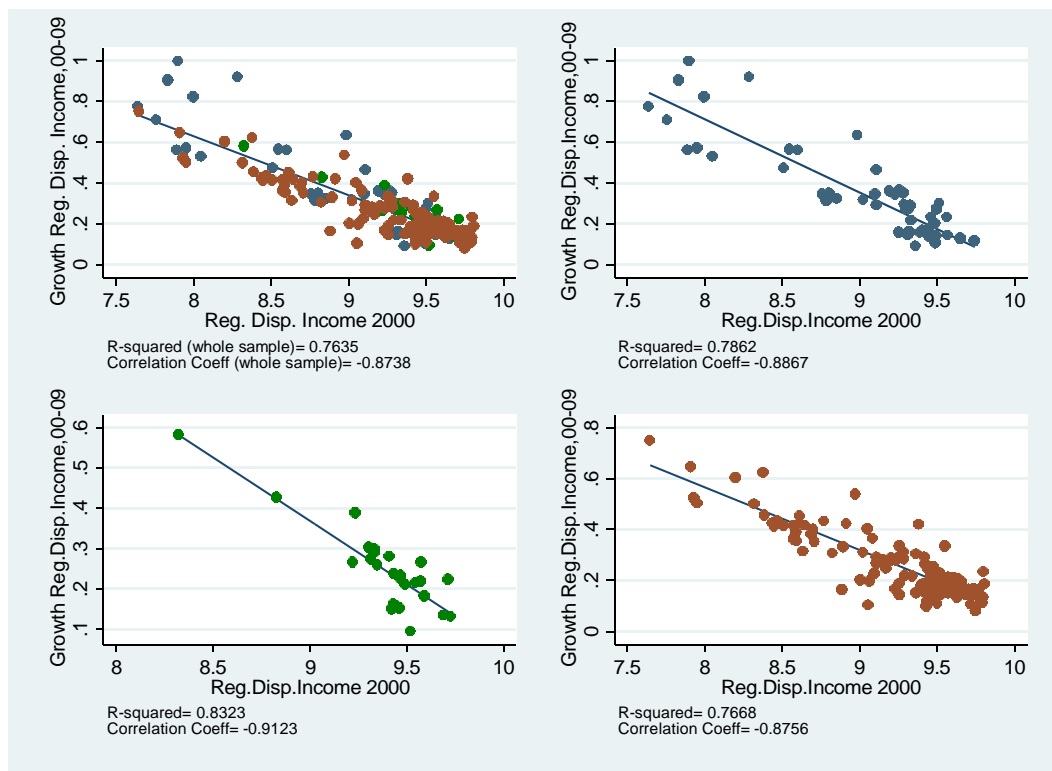 Growth Reg. Disp. Income,00-09
1
.8
.6
.4
.2
0
7.5 8 8.5 9 9.5 10
Reg. Disp. Income 2000
R-squared (whole sample)= 0.7635
Correlation Coeff (whole sample)= -0.8738
Growth Reg.Disp.Income,00-09
1
.8
.6
.4
.2
0
7.5 8 8.5 9 9.5 10
Reg.Disp.Income 2000
R-squared= 0.7862
Correlation Coeff= -0.8867
Growth Reg.Disp.Income,00-09
.6
.5
.4
.3
.2
.1
8 8.5 9 9.5 10
Reg.Disp.Income 2000
R-squared= 0.8323
Correlation Coeff= -0.9123
Growth Reg.Disp.Income,00-09
.8
.6
.4
.2
0
7.5 8 8.5 9 9.5 10
Reg.Disp.Income 2000
R-squared= 0.7668
Correlation Coeff= -0.8756